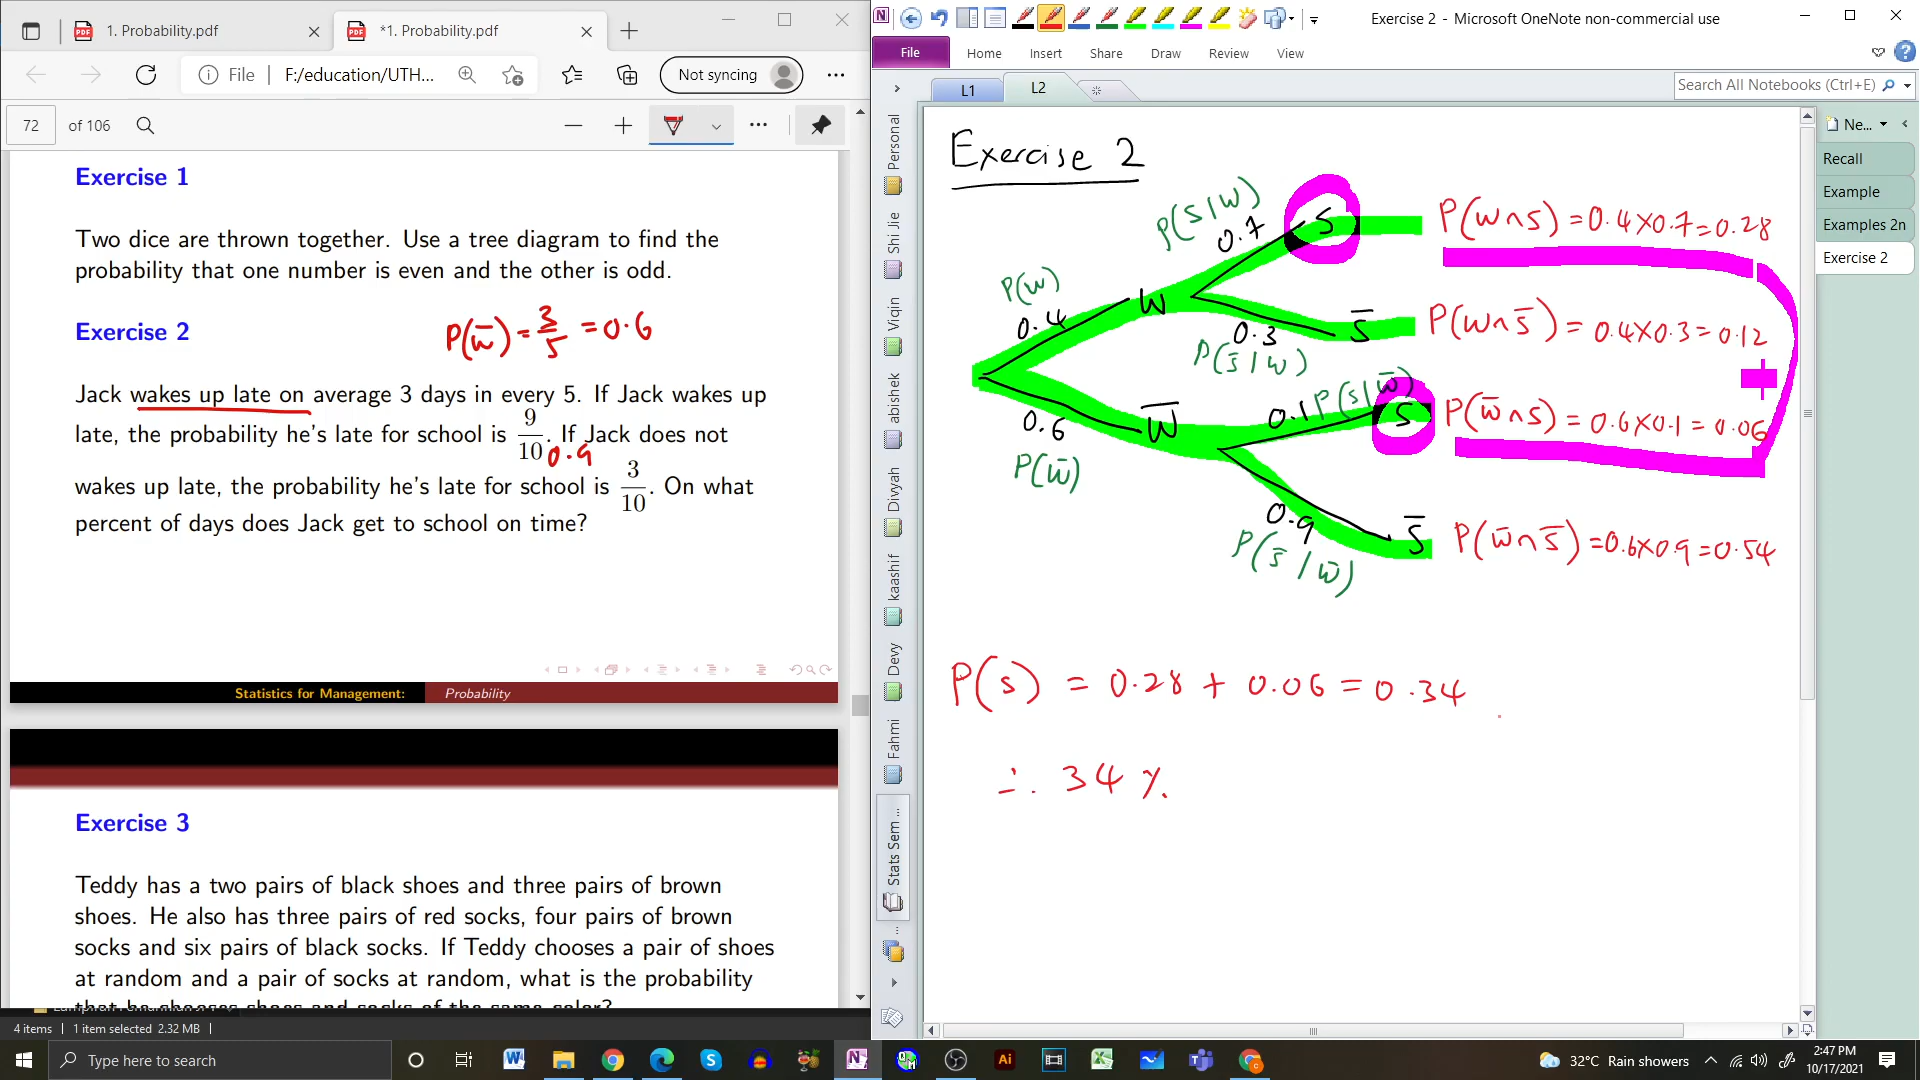 1. Probability.pdf
*1. Probability.pdf
File
F:/education/UTH...
Not syncing
72 of 106
Exercise 1
Two dice are thrown together. Use a tree diagram to find the
probability that one number is even and the other is odd.
P(W̅) = 3/5 = 0.6
Exercise 2
Jack wakes up late on average 3 days in every 5. If Jack wakes up
late, the probability he's late for school is 9/10. If Jack does not
0.9
wakes up late, the probability he's late for school is 3/10. On what
percent of days does Jack get to school on time?
Statistics for Management: Probability
Exercise 3
Teddy has a two pairs of black shoes and three pairs of brown
shoes. He also has three pairs of red socks, four pairs of brown
socks and six pairs of black socks. If Teddy chooses a pair of shoes
at random and a pair of socks at random, what is the probability
that he chooses shoes and socks of the same color?
4 items 1 item selected 2.32 MB
Exercise 2 - Microsoft OneNote non-commercial use
File Home Insert Share Draw Review View
L1 L2
Search All Notebooks (Ctrl+E)
Personal
Shi Jie
Viqin
abishek
Divyah
kaashif
Devy
Fahmi
Stats Sem ...
Ne...
Recall
Example
Examples 2n
Exercise 2
Exercise 2
P(S|W)
0.7
S
P(W∩S) = 0.4×0.7=0.28
P(W)
0.4
W
0.3
P(S̅|W)
S̅
P(W∩S̅) = 0.4×0.3=0.12
0.6
P(W̅)
W̅
0.1
P(S|W̅)
S
P(W̅∩S) = 0.6×0.1=0.06
0.9
P(S̅|W̅)
S̅
P(W̅∩S̅)=0.6×0.9=0.54
P(S) = 0.28 + 0.06 = 0.34
∴ 34%
Type here to search
32°C Rain showers
2:47 PM
10/17/2021